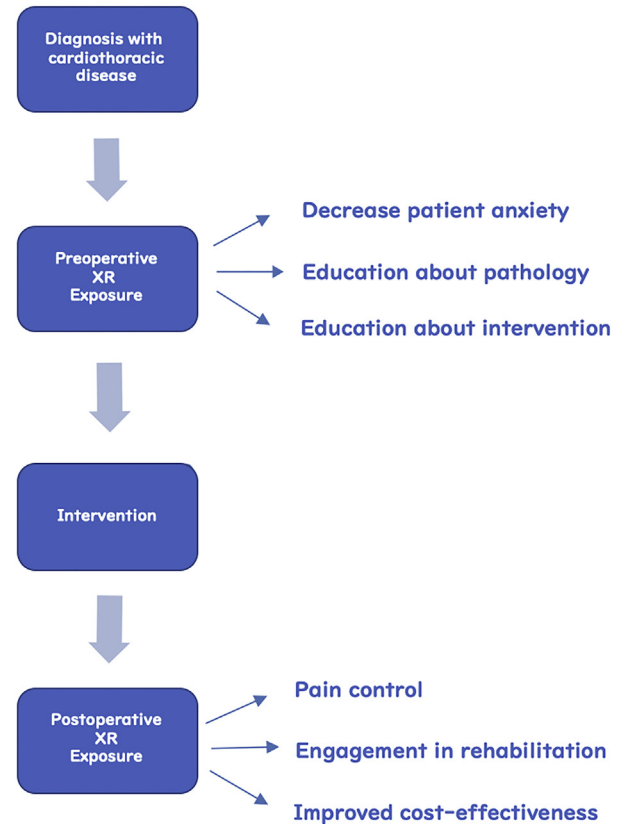 Diagnosis with
cardiothoracic
disease
Preoperative
XR
Exposure
Decrease patient anxiety
Education about pathology
Education about intervention
Intervention
Postoperative
XR
Exposure
Pain control
Engagement in rehabilitation
Improved cost-effectiveness